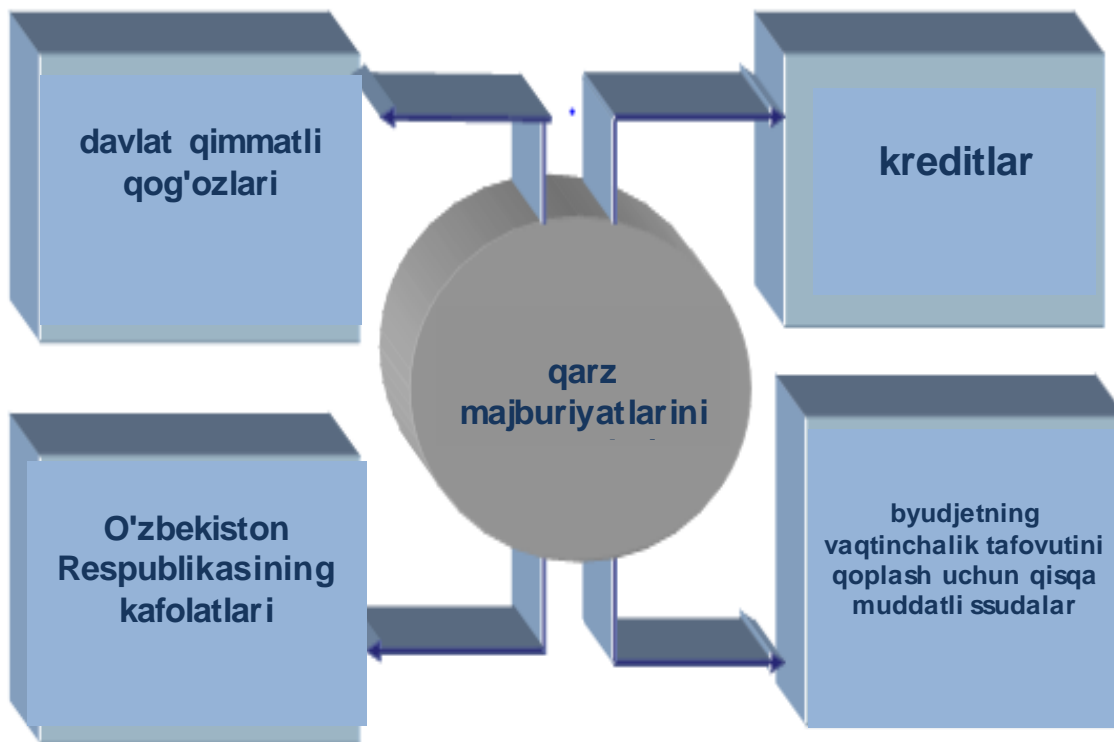 davlat qimmatli
qog'ozlari
kreditlar
qarz
majburiyatlarini
O'zbekiston
Respublikasining
kafolatlari
byudjetning
vaqtinchalik tafovutini
qoplash uchun qisqa
muddatli ssudalar